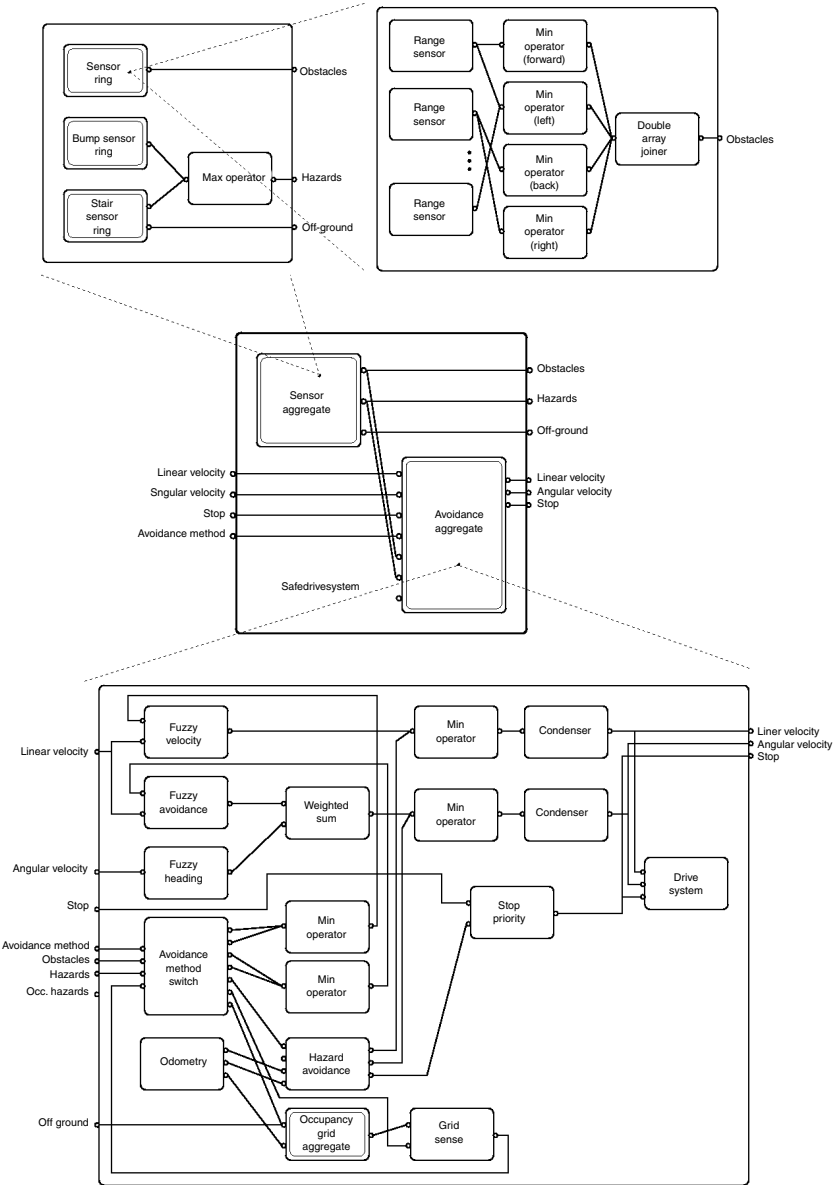 Sensor
ring
Obstacles
Bump sensor
ring
Max operator
Hazards
Stair
sensor
ring
Off-ground
Range
sensor
Min
operator
(forward)
Range
sensor
Min
operator
(left)
Double
array
joiner
Obstacles
Min
operator
(back)
Range
sensor
Min
operator
(right)
Sensor
aggregate
Obstacles
Hazards
Off-ground
Linear velocity
Sngular velocity
Stop
Avoidance method
Avoidance
aggregate
Linear velocity
Angular velocity
Stop
Safedrivesystem
Linear velocity
Fuzzy
velocity
Min
operator
Condenser
Liner velocity
Angular velocity
Stop
Fuzzy
avoidance
Weighted
sum
Min
operator
Condenser
Angular velocity
Fuzzy
heading
Drive
system
Stop
Stop
priority
Min
operator
Avoidance method
Obstacles
Hazards
Occ. hazards
Avoidance
method
switch
Min
operator
Odometry
Hazard
avoidance
Off ground
Occupancy
grid
aggregate
Grid
sense